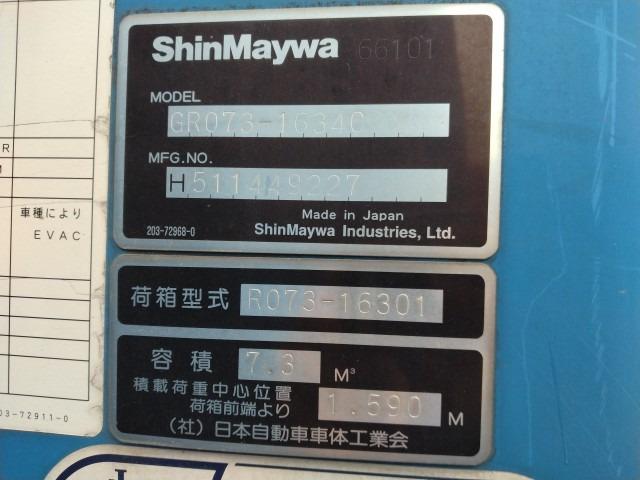 ShinMaywa 66101
MODEL
GR073-1634C
MFG.NO.
H511449227
Made in Japan
203-72968-0
ShinMaywa Industries, Ltd.
荷箱型式 R073-16301
容積 7.3 M³
積載荷重中心位置
荷箱前端より 1.590 M
(社)日本自動車車体工業会
R
M
車種により
EVAC
03-72911-0